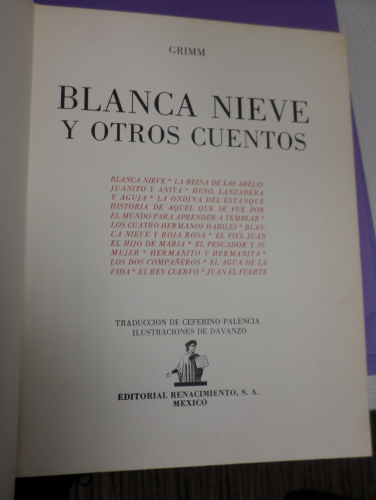 GRIMM
BLANCA NIEVE
Y OTROS CUENTOS
BLANCA NIEVE * LA REINA DE LAS ABEJAS
JUANITO Y ANITA * HUSO, LANZADERA
Y AGUJA * LA ONDINA DEL ESTANQUE
HISTORIA DE AQUEL QUE SE FUE POR
EL MUNDO PARA APRENDER A TEMBLAR *
LOS CUATRO HERMANOS HABILES * BLAN-
CA NIEVE Y ROJA ROSA * EL FIEL JUAN
EL HIJO DE MARIA * EL PESCADOR Y SU
MUJER * HERMANITO Y HERMANITA *
LOS DOS COMPAÑEROS * EL AGUA DE LA
VIDA * EL REY CUERVO * JUAN EL FUERTE
TRADUCCION DE CEFERINO PALENCIA
ILUSTRACIONES DE DAVANZO
EDITORIAL RENACIMIENTO, S. A.
MEXICO